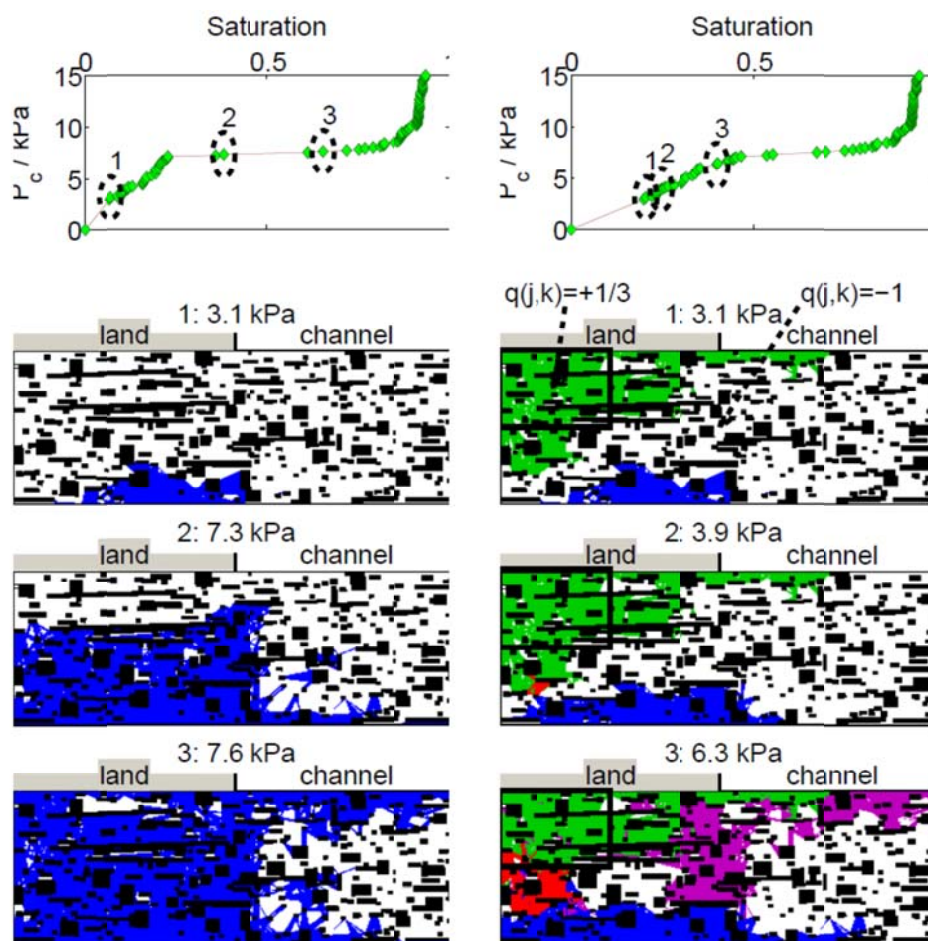 Saturation
0 0.5
15
10
5
0
P_c / kPa
1 2 3
Saturation
0 0.5
15
10
5
0
P_c / kPa
1 2 3
1: 3.1 kPa
land channel
2: 7.3 kPa
land channel
3: 7.6 kPa
land channel
q(j,k)=+1/3 q(j,k)=−1
1: 3.1 kPa
land channel
2: 3.9 kPa
land channel
3: 6.3 kPa
land channel